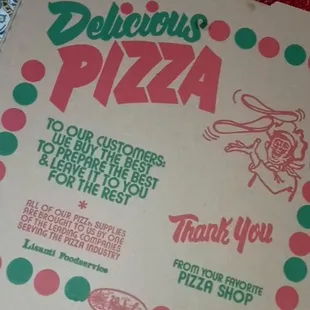 Delicious
PIZZA
TO OUR CUSTOMERS:
WE BUY THE BEST
TO PREPARE THE BEST
& LEAVE IT TO YOU
FOR THE REST
*
ALL OF OUR PIZZA SUPPLIES
ARE BROUGHT TO US BY ONE
OF THE LEADING COMPANIES
SERVING THE PIZZA INDUSTRY
Lisanti Foodservice
Thank You
FROM YOUR FAVORITE
PIZZA SHOP